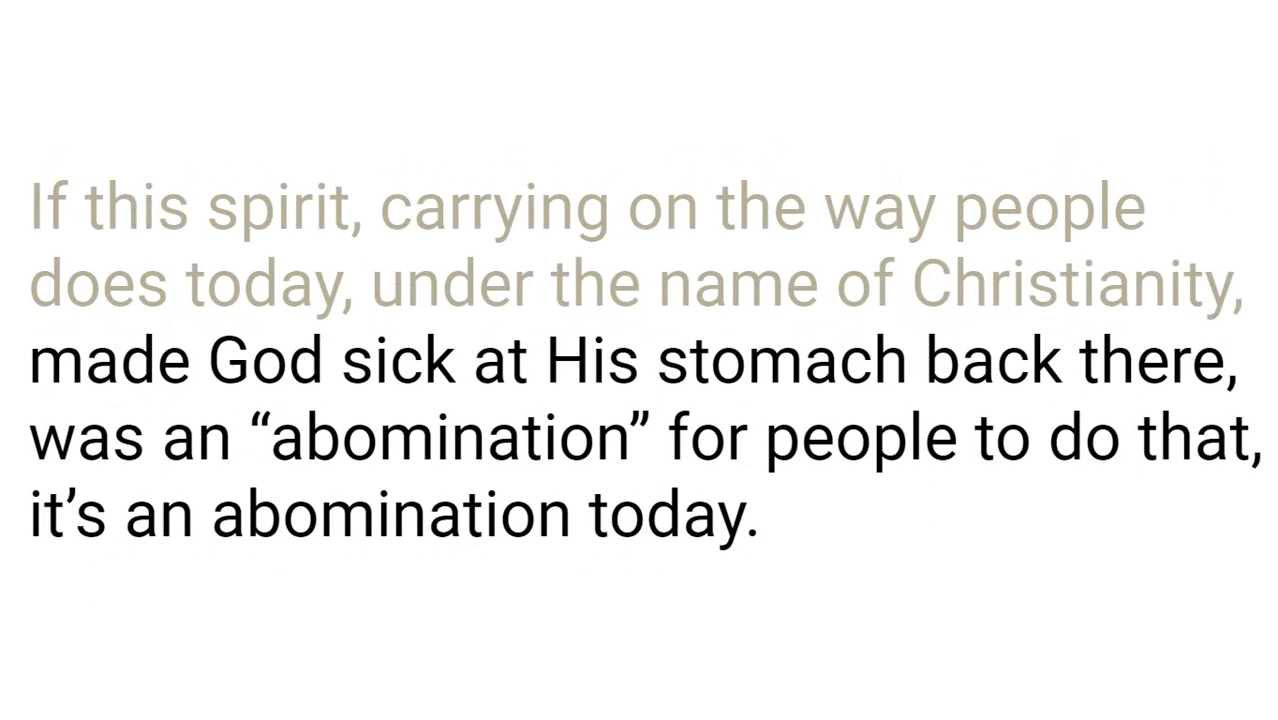 If this spirit, carrying on the way people
does today, under the name of Christianity,
made God sick at His stomach back there,
was an “abomination” for people to do that,
it’s an abomination today.